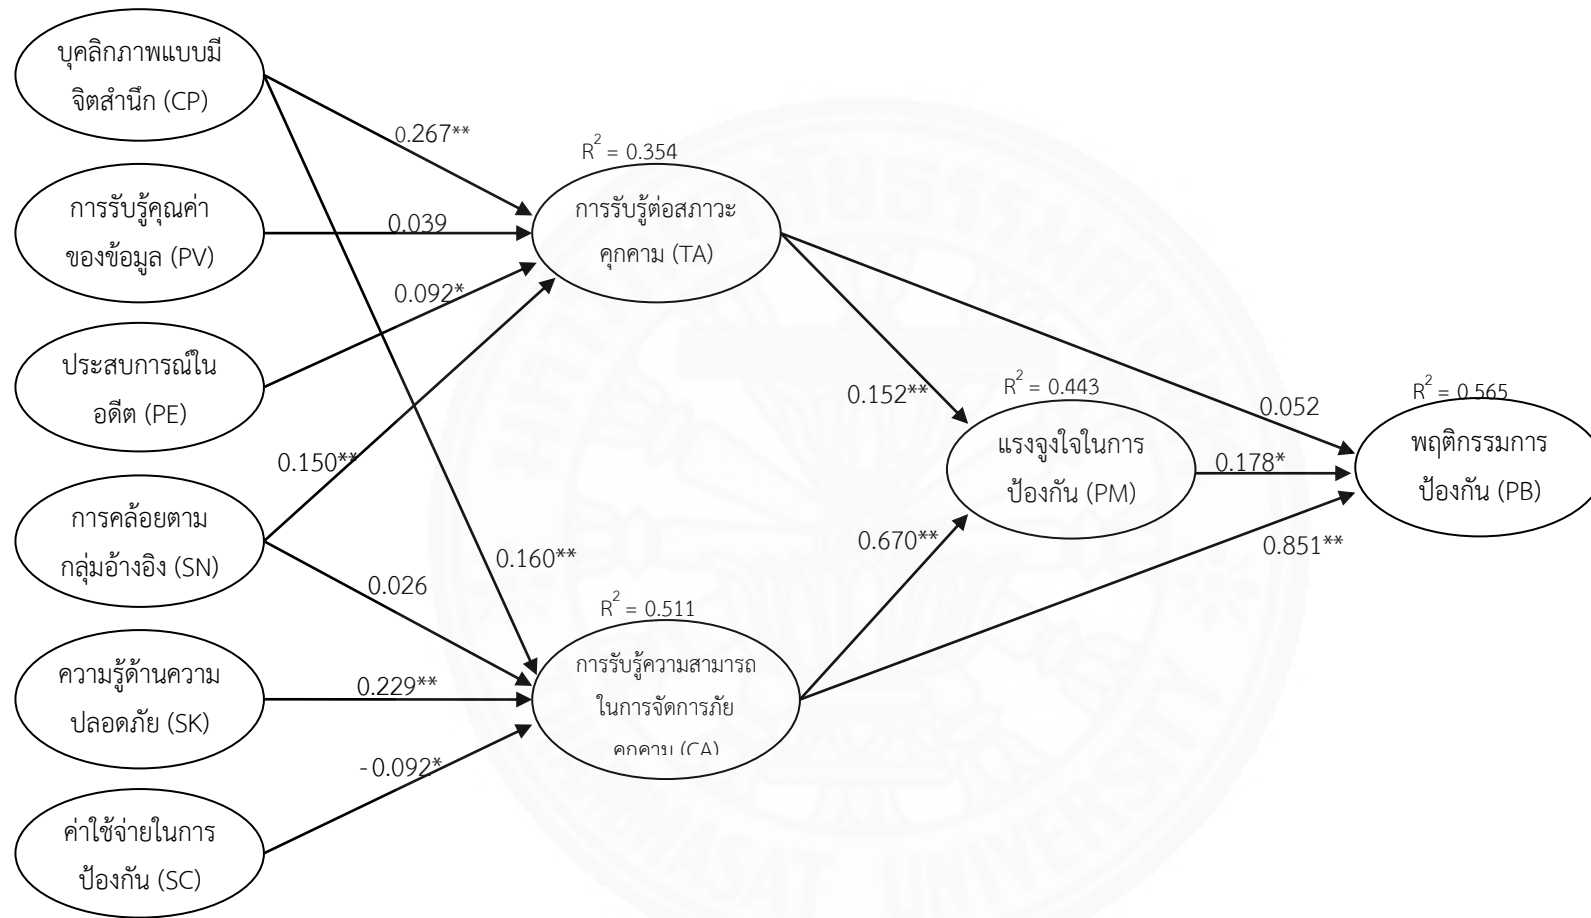 บุคลิกภาพแบบมี
จิตสำนึก (CP)
0.267**
R² = 0.354
การรับรู้คุณค่า
ของข้อมูล (PV)
0.039
การรับรู้ต่อสภาวะ
คุกคาม (TA)
0.092*
ประสบการณ์ใน
อดีต (PE)
0.150**
0.152**
R² = 0.443
แรงจูงใจในการ
ป้องกัน (PM)
0.052
R² = 0.565
พฤติกรรมการ
ป้องกัน (PB)
0.178*
การคล้อยตาม
กลุ่มอ้างอิง (SN)
0.026
0.160**
0.670**
0.851**
R² = 0.511
ความรู้ด้านความ
ปลอดภัย (SK)
0.229**
การรับรู้ความสามารถ
ในการจัดการภัย
คุกคาม (CA)
-0.092*
ค่าใช้จ่ายในการ
ป้องกัน (SC)
THAMMASAT UNIVERSITY